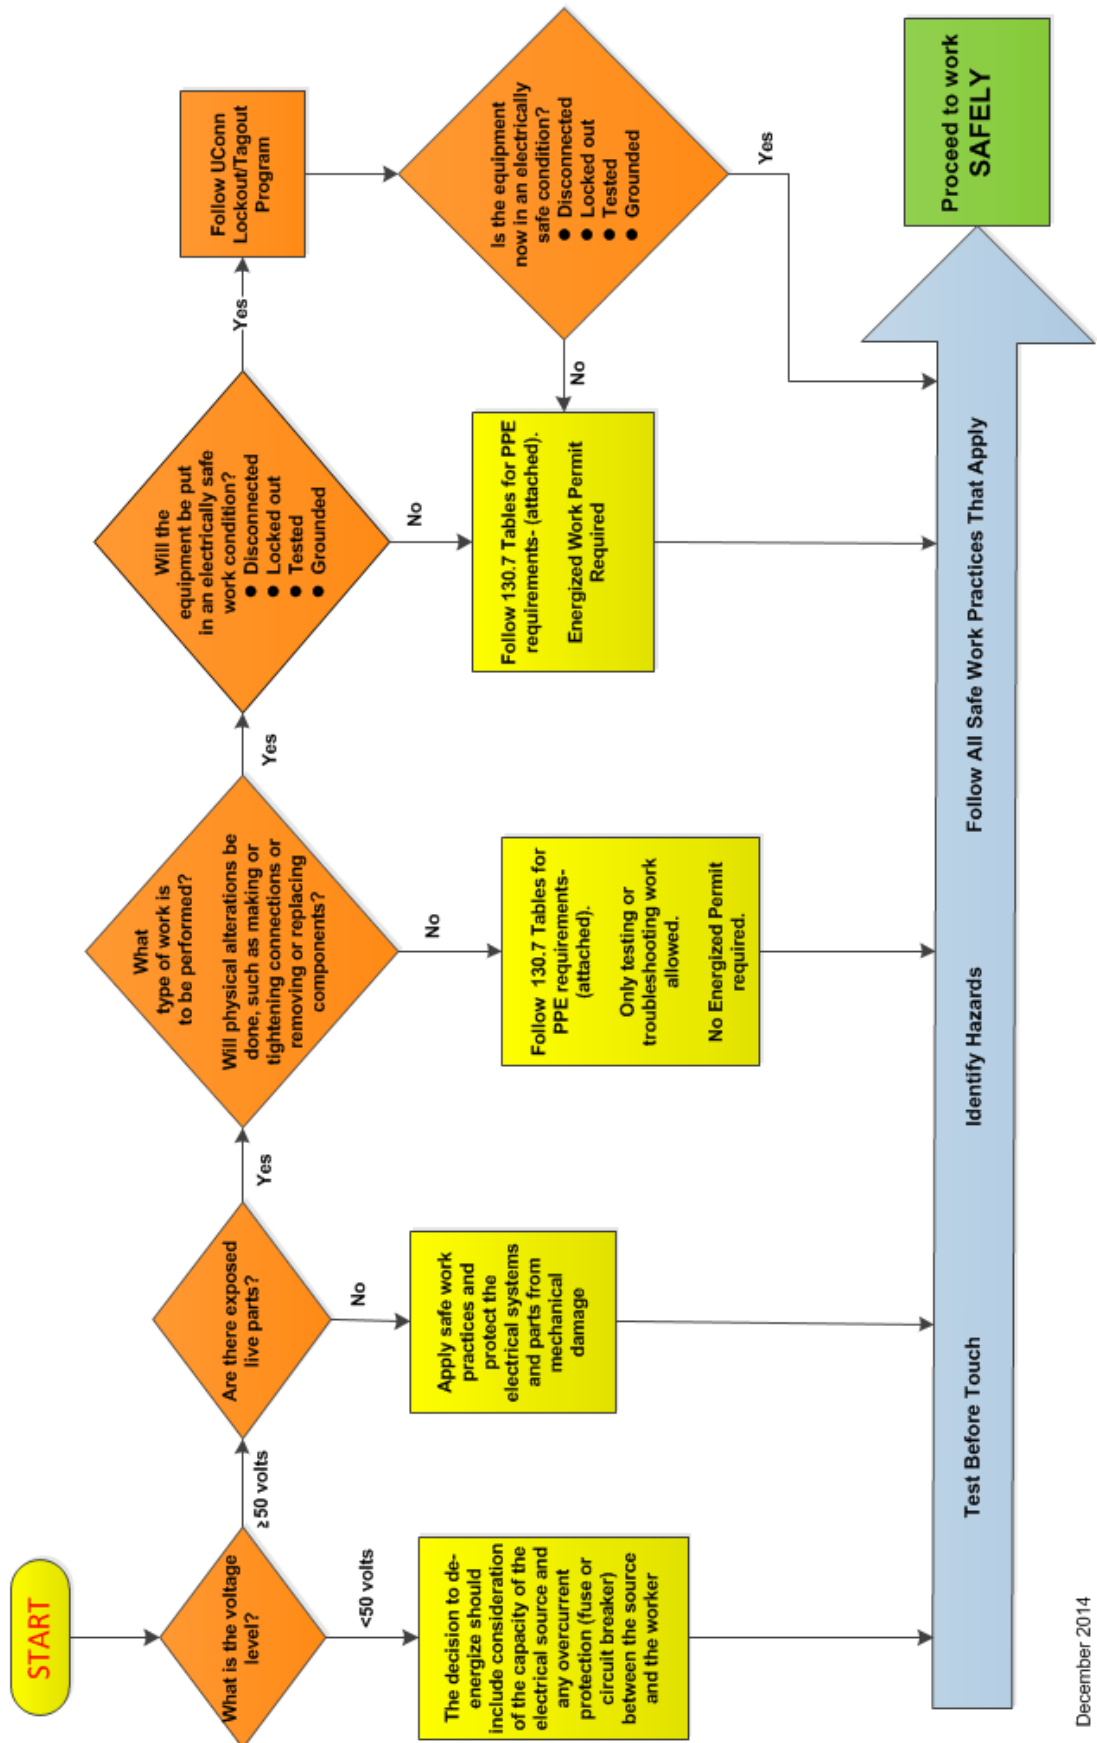 START
What is the voltage
level?
≥50 volts
<50 volts
The decision to de-
energize should
include consideration
of the capacity of the
electrical source and
any overcurrent
protection (fuse or
circuit breaker)
between the source
and the worker
Are there exposed
live parts?
Yes
No
Apply safe work
practices and
protect the
electrical systems
and parts from
mechanical
damage
What
type of work is
to be performed?
Will physical alterations be
done, such as making or
tightening connections or
removing or replacing
components?
Yes
No
Follow 130.7 Tables for
PPE requirements-
(attached).
Only testing or
troubleshooting work
allowed.
No Energized Permit
required.
Will the
equipment be put
in an electrically safe
work condition?
● Disconnected
● Locked out
● Tested
● Grounded
Yes
No
Follow 130.7 Tables for PPE
requirements- (attached).
Energized Work Permit
Required
Follow UConn
Lockout/Tagout
Program
Is the equipment
now in an electrically
safe condition?
● Disconnected
● Locked out
● Tested
● Grounded
No
Yes
Test Before Touch
Identify Hazards
Follow All Safe Work Practices That Apply
Proceed to work
SAFELY
December 2014